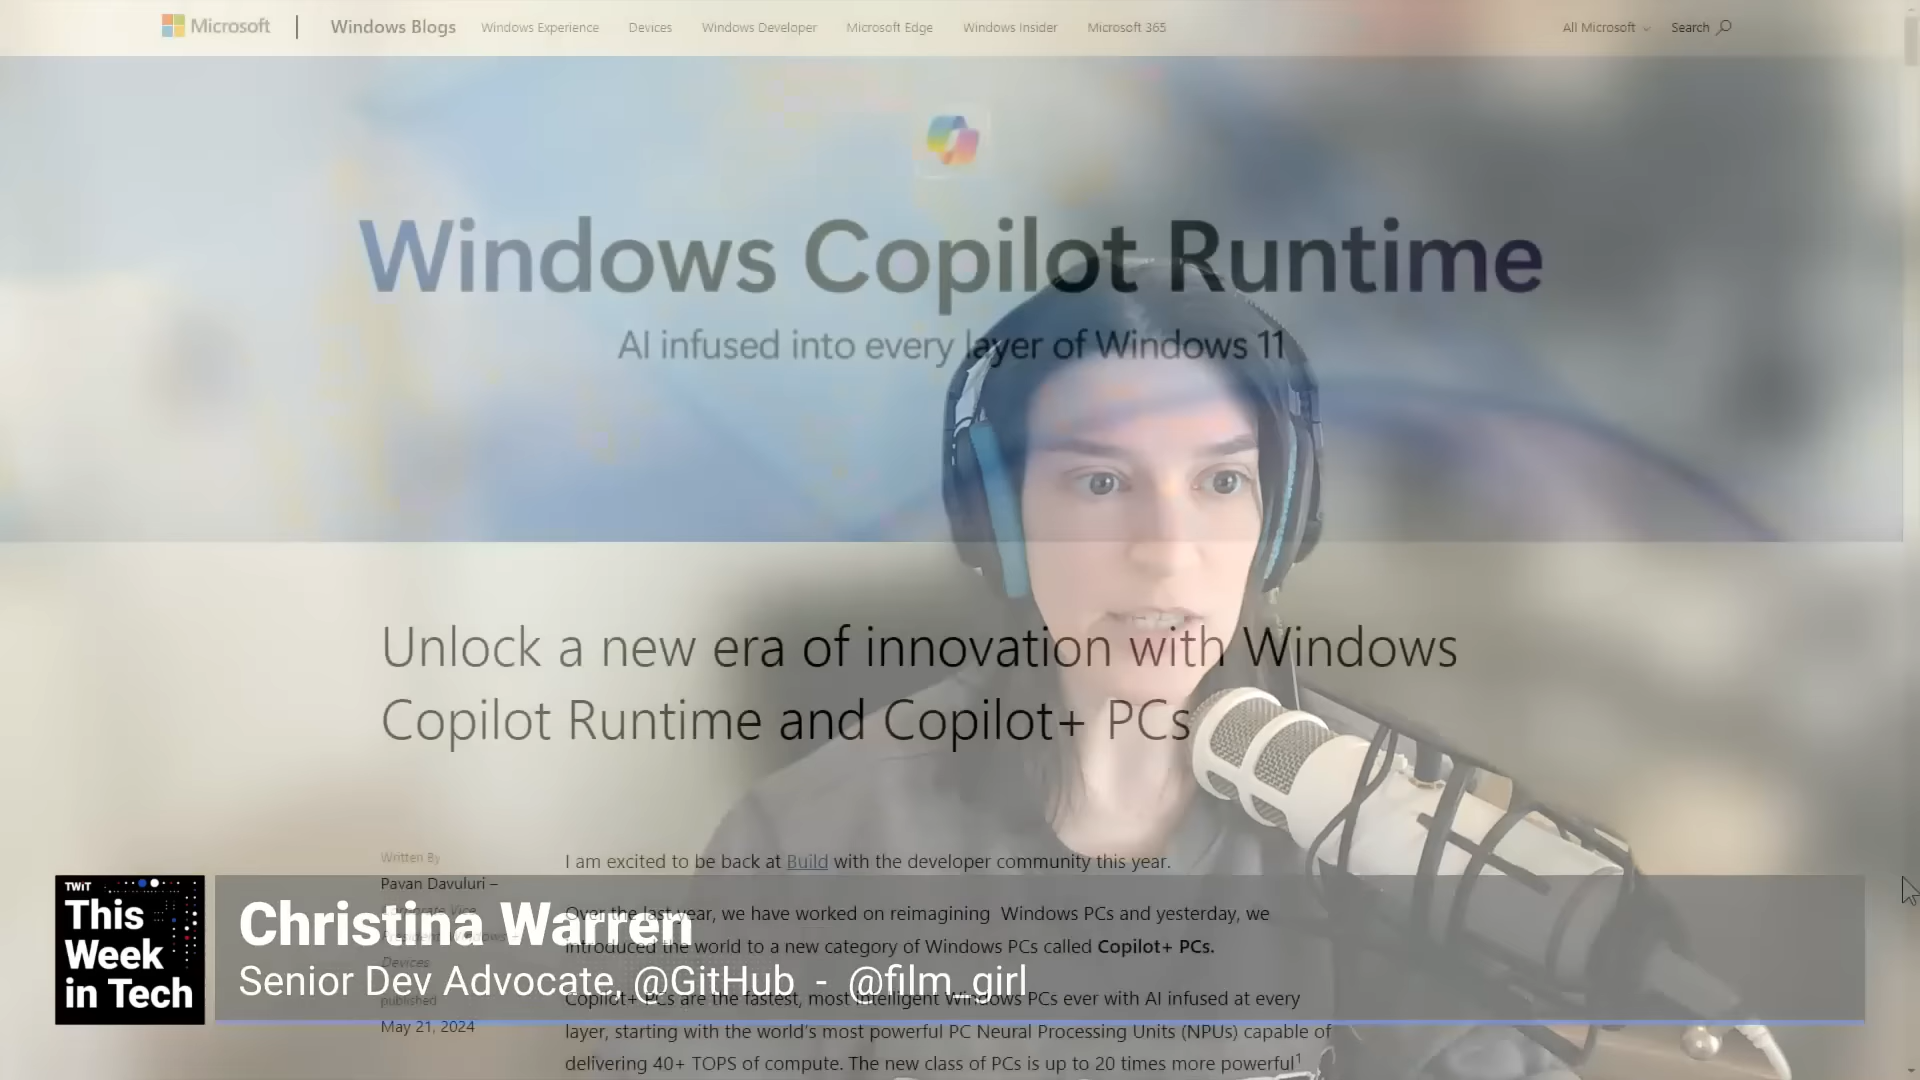 Microsoft
Windows Blogs
Windows Experience
Devices
Windows Developer
Microsoft Edge
Windows Insider
Microsoft 365
All Microsoft
Search
Windows Copilot Runtime
AI infused into every layer of Windows 11
Unlock a new era of innovation with Windows
Copilot Runtime and Copilot+ PCs
Written By
Pavan Davuluri –
Corporate Vice
President, Windows +
Devices
published
May 21, 2024
I am excited to be back at Build with the developer community this year.
Over the last year, we have worked on reimagining Windows PCs and yesterday, we
introduced the world to a new category of Windows PCs called Copilot+ PCs.
Copilot+ PCs are the fastest, most intelligent Windows PCs ever with AI infused at every
layer, starting with the world's most powerful PC Neural Processing Units (NPUs) capable of
delivering 40+ TOPS of compute. The new class of PCs is up to 20 times more powerful¹
TWiT
This
Week
in Tech
Christina Warren
Senior Dev Advocate, @GitHub - @film_girl